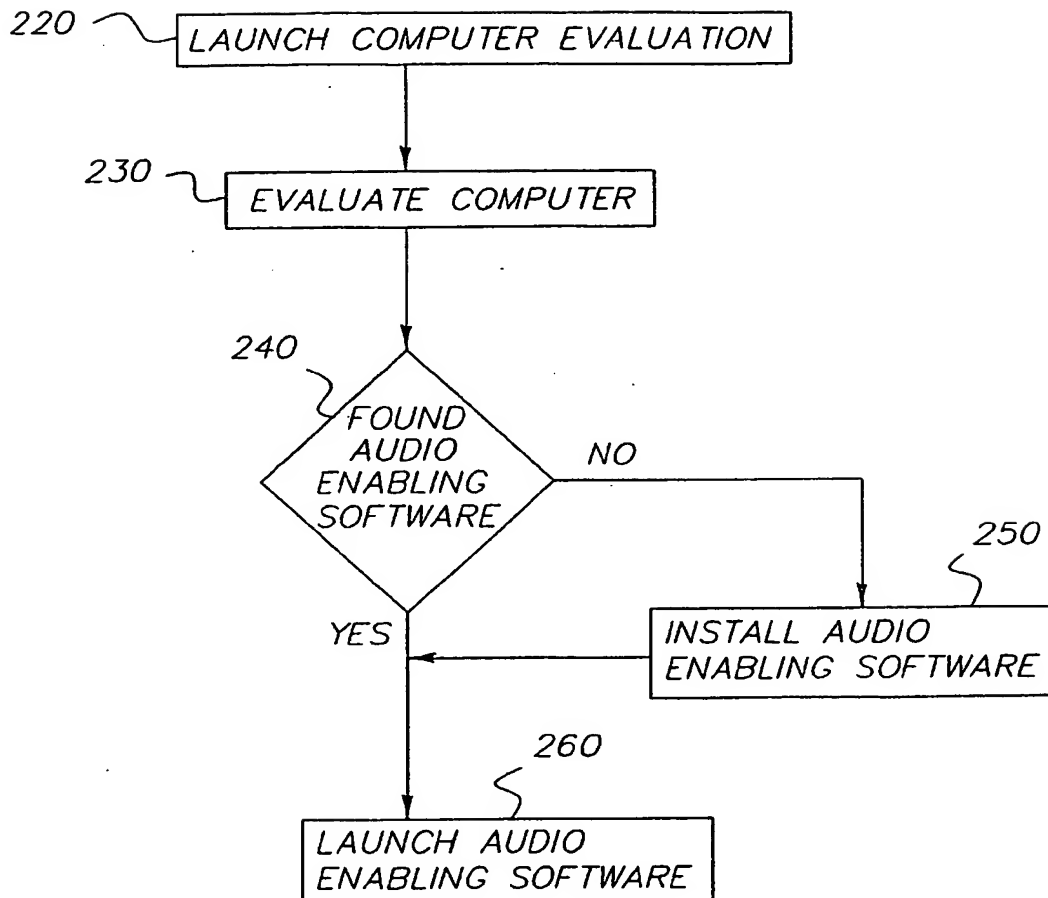 220
LAUNCH COMPUTER EVALUATION
230
EVALUATE COMPUTER
240
FOUND
AUDIO
ENABLING
SOFTWARE
NO
250
YES
INSTALL AUDIO
ENABLING SOFTWARE
260
LAUNCH AUDIO
ENABLING SOFTWARE